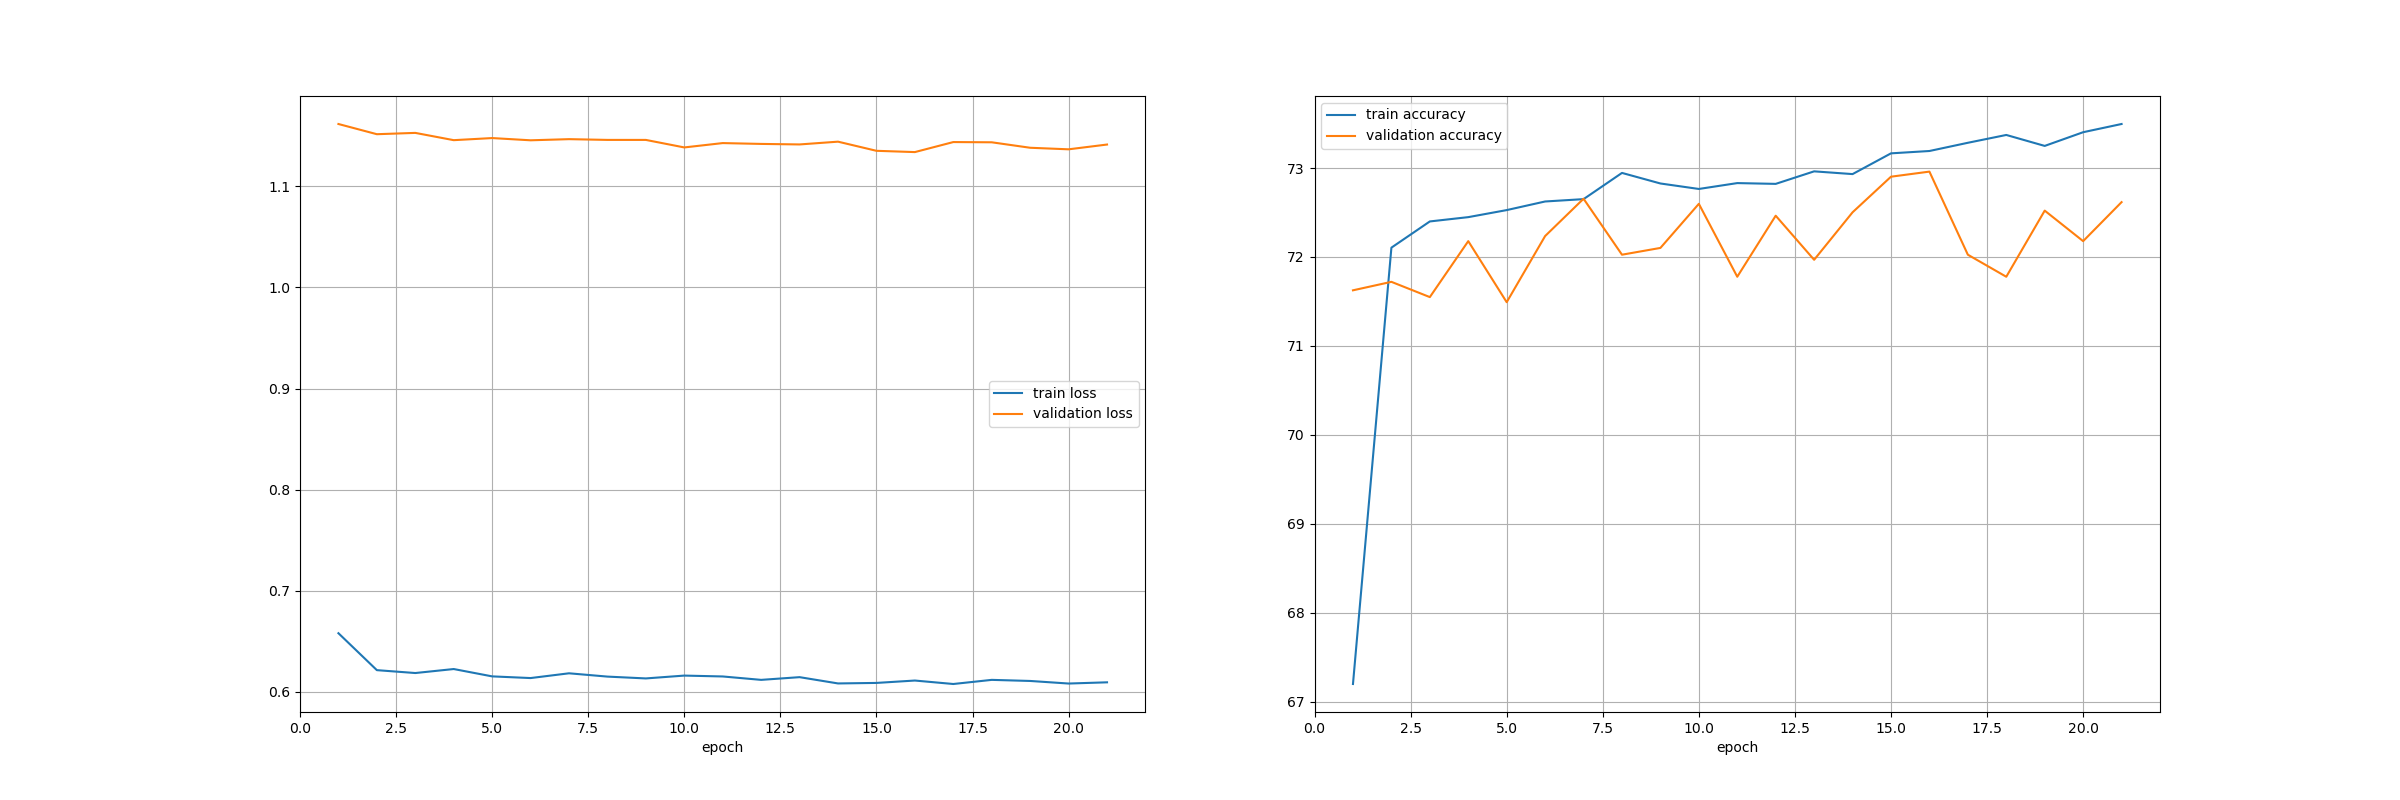 1.1
1.0
0.9
0.8
0.7
0.6
0.0 2.5 5.0 7.5 10.0 12.5 15.0 17.5 20.0
epoch
train loss
validation loss
train accuracy
validation accuracy
73
72
71
70
69
68
67
0.0 2.5 5.0 7.5 10.0 12.5 15.0 17.5 20.0
epoch